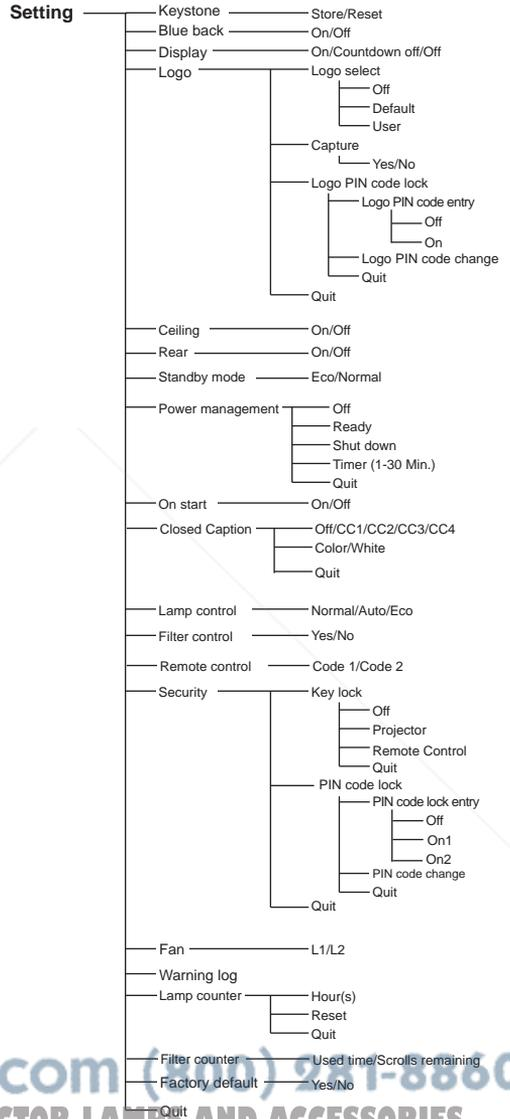 Setting Keystone Store/Reset
Blue back On/Off
Display On/Countdown off/Off
Logo Logo select
Off
Default
User
Capture
Yes/No
Logo PIN code lock
Logo PIN code entry
Off
On
Logo PIN code change
Quit
Quit
Ceiling On/Off
Rear On/Off
Standby mode Eco/Normal
Power management Off
Ready
Shut down
Timer (1-30 Min.)
Quit
On start On/Off
Closed Caption Off/CC1/CC2/CC3/CC4
Color/White
Quit
Lamp control Normal/Auto/Eco
Filter control Yes/No
Remote control Code 1/Code 2
Security Key lock
Off
Projector
Remote Control
Quit
PIN code lock
PIN code lock entry
Off
On1
On2
PIN code change
Quit
Quit
Fan L1/L2
Warning log
Lamp counter Hour(s)
Reset
Quit
Filter counter Used time/Scrolls remaining
com (800) 281-8860
Factory default Yes/No
Quit
AND ACCESSORIES